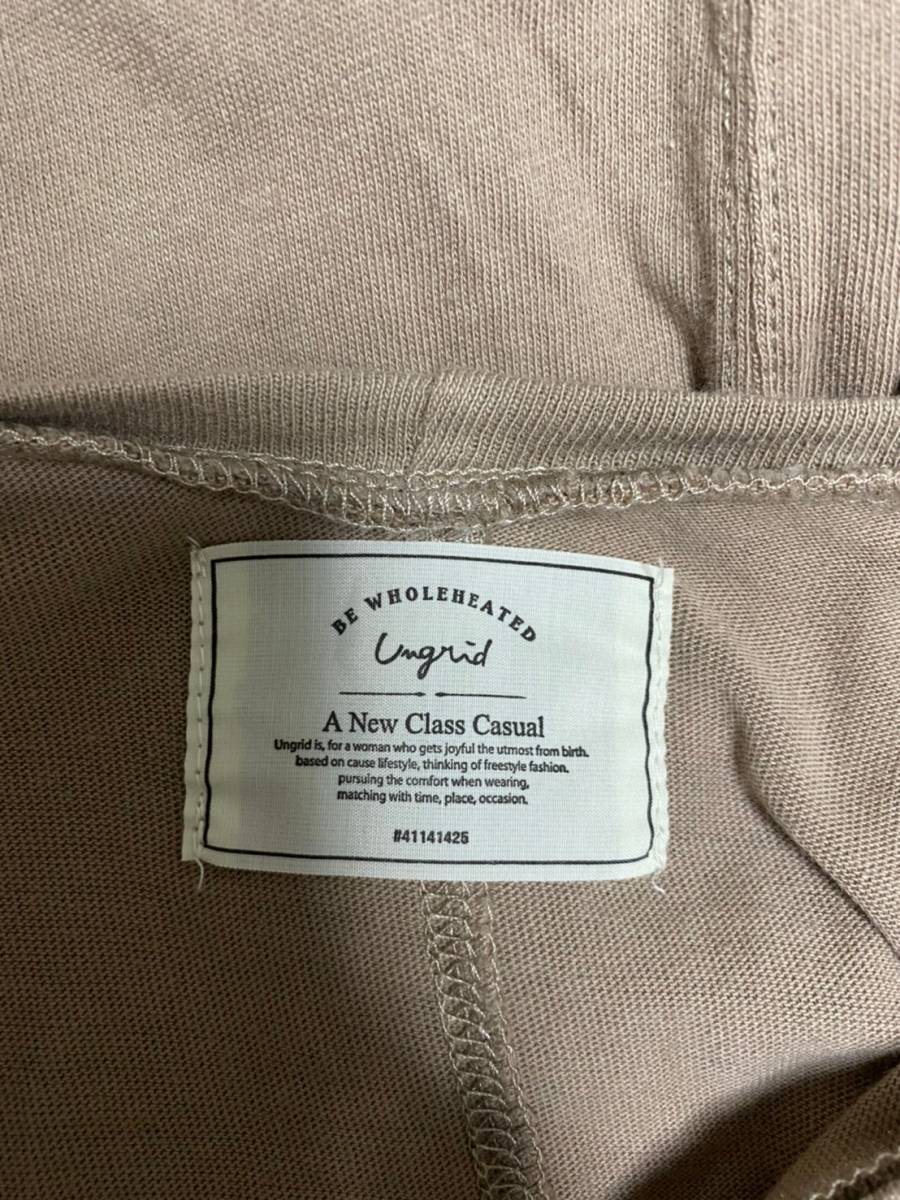 BE WHOLEHEATED
Ungrid
A New Class Casual
Ungrid is, for a woman who gets joyful the utmost from birth.
based on cause lifestyle, thinking of freestyle fashion.
pursuing the comfort when wearing,
matching with time, place, occasion.
#41141425